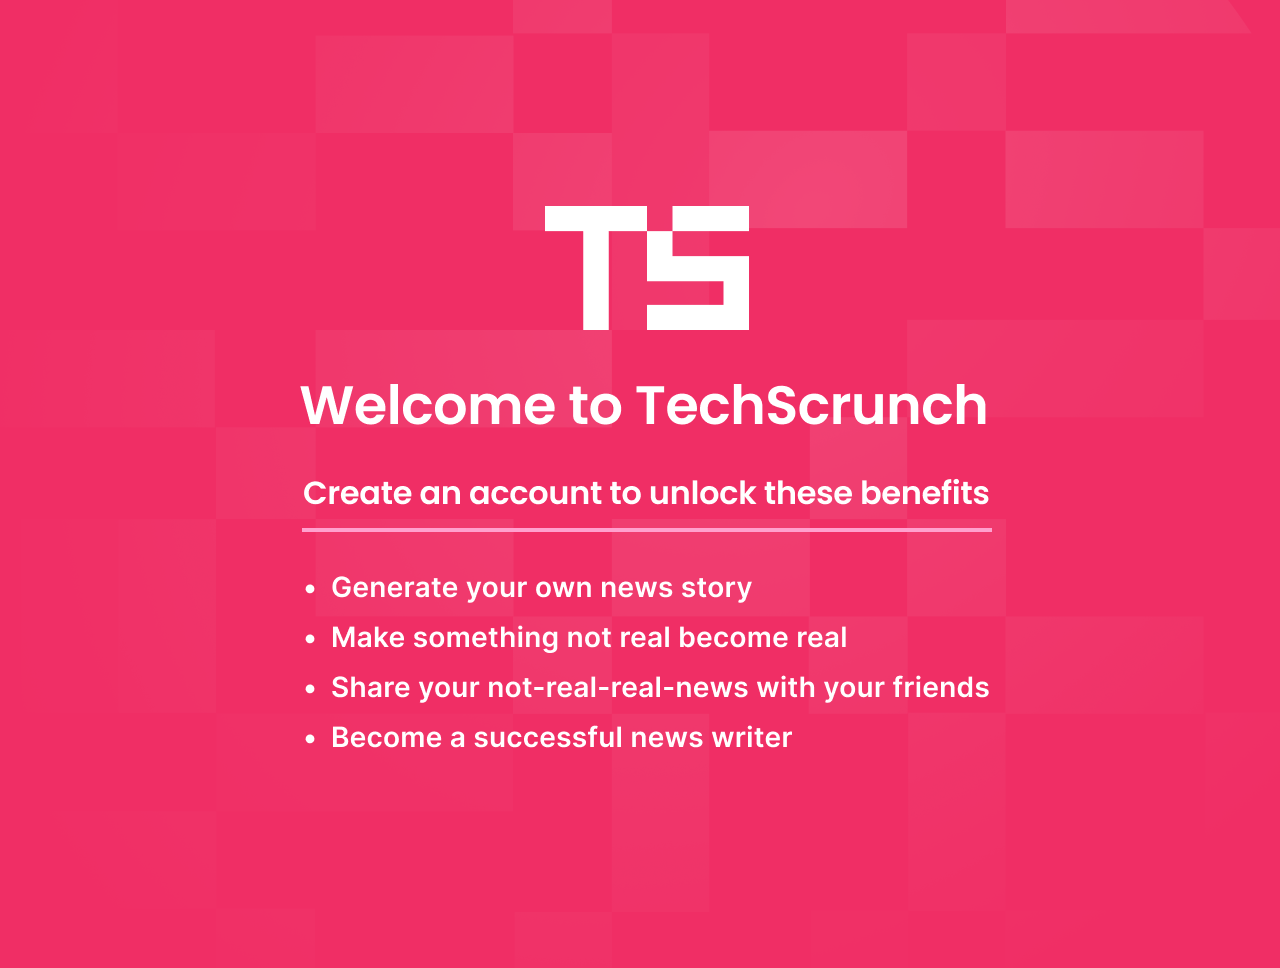 TS
Welcome to TechScrunch
Create an account to unlock these benefits
• Generate your own news story
• Make something not real become real
• Share your not-real-real-news with your friends
• Become a successful news writer